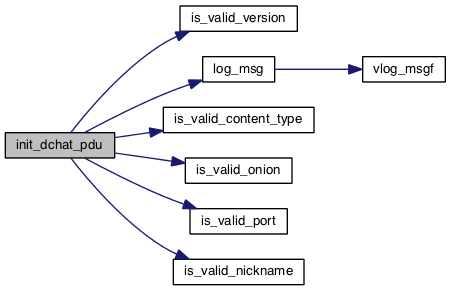 is_valid_version
log_msg
vlog_msgf
is_valid_content_type
init_dchat_pdu
is_valid_onion
is_valid_port
is_valid_nickname